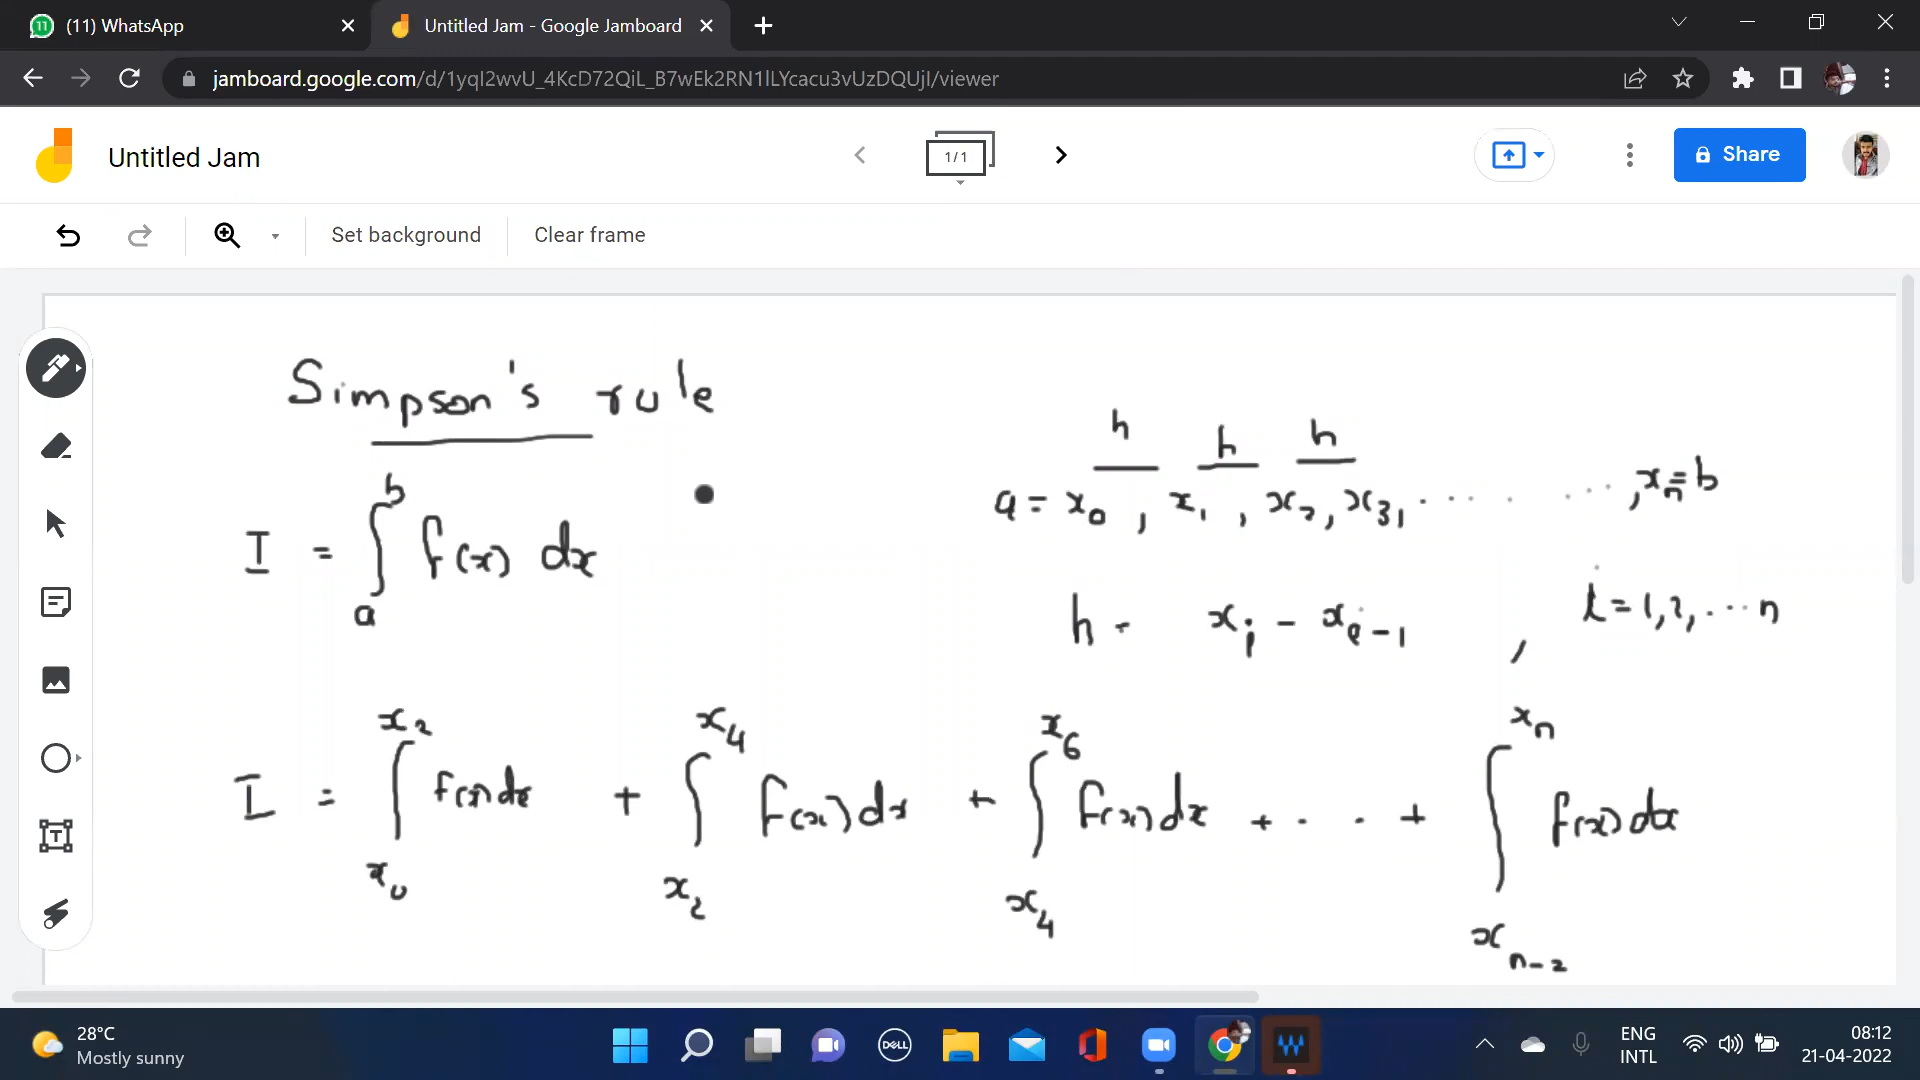 (11) WhatsApp
Untitled Jam - Google Jamboard
jamboard.google.com/d/1yqI2wvU_4KcD72QiL_B7wEk2RN1lLYcacu3vUzDQUjI/viewer
Untitled Jam
1/1
Share
Set background
Clear frame
Simpson's rule
h h h
a = x₀ , x₁ , x₂, x₃, . . . . . . . , xₙ = b
I = ∫ₐᵇ f(x) dx
h - xᵢ - xᵢ₋₁ , i = 1, 2, ... n
I = ∫ₓ₀ˣ² f(x) dx + ∫ₓ₂ˣ⁴ f(x) dx + ∫ₓ₄ˣ⁶ f(x) dx + . . + ∫ₓₙ₋₂ˣⁿ f(x) dx
28°C
Mostly sunny
DELL
ENG
INTL
08:12
21-04-2022